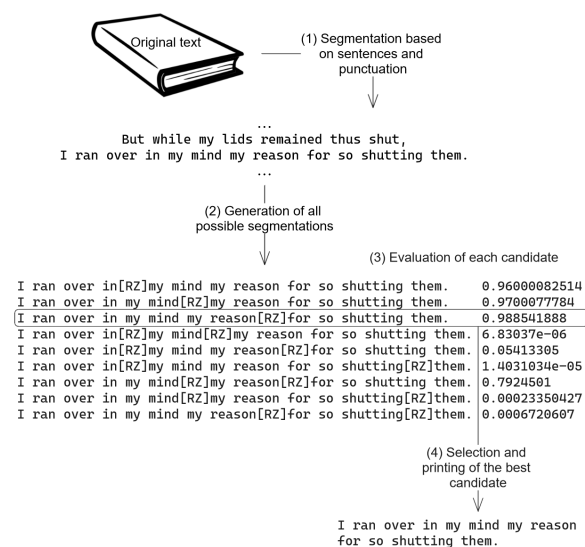 Original text
(1) Segmentation based
on sentences and
punctuation
...
But while my lids remained thus shut,
I ran over in my mind my reason for so shutting them.
...
(2) Generation of all
possible segmentations
(3) Evaluation of each candidate
I ran over in[RZ]my mind my reason for so shutting them. 0.96000082514
I ran over in my mind[RZ]my reason for so shutting them. 0.9700077784
I ran over in my mind my reason[RZ]for so shutting them. 0.988541888
I ran over in[RZ]my mind[RZ]my reason for so shutting them. 6.83037e-06
I ran over in[RZ]my mind my reason[RZ]for so shutting them. 0.05413305
I ran over in[RZ]my mind my reason for so shutting[RZ]them. 1.4031034e-05
I ran over in my mind[RZ]my reason[RZ]for so shutting them. 0.7924501
I ran over in my mind[RZ]my reason for so shutting[RZ]them. 0.00023350427
I ran over in my mind my reason[RZ]for so shutting[RZ]them. 0.0006720607
(4) Selection and
printing of the best
candidate
I ran over in my mind my reason
for so shutting them.